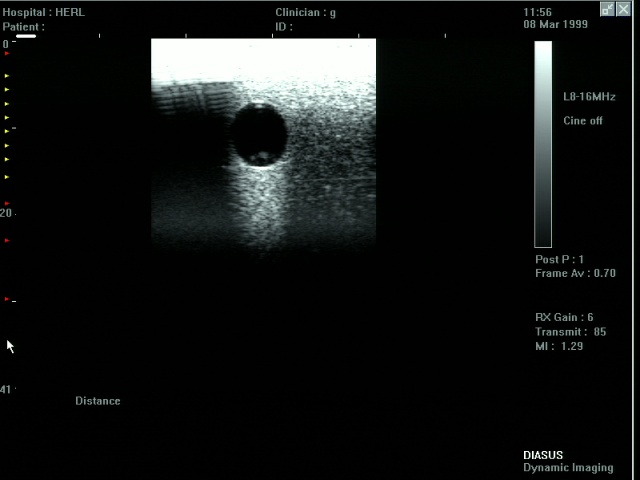 Hospital : HERL
Patient :
Clinician : g
ID :
11:56
08 Mar 1999
0
20
41
L8-16MHz
Cine off
Post P : 1
Frame Av : 0.70
RX Gain : 6
Transmit : 85
MI : 1.29
Distance
DIASUS
Dynamic Imaging